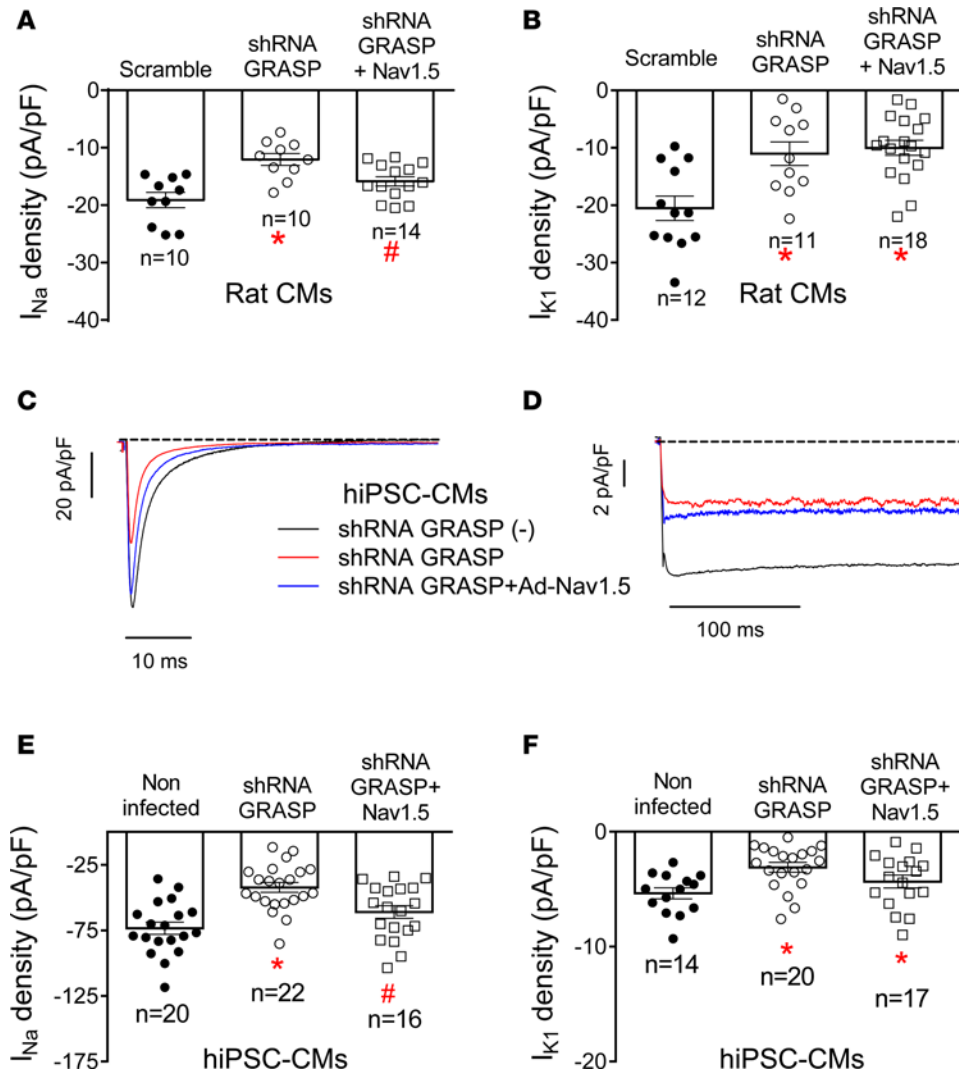 A
Scramble
shRNA
GRASP
shRNA
GRASP
+ Nav1.5
I_Na density (pA/pF)
0
-10
-20
-30
-40
n=10
n=10
*
n=14
#
Rat CMs
B
Scramble
shRNA
GRASP
shRNA
GRASP
+ Nav1.5
I_K1 density (pA/pF)
0
-10
-20
-30
-40
n=12
n=11
*
n=18
*
Rat CMs
C
20 pA/pF
10 ms
hiPSC-CMs
shRNA GRASP (-)
shRNA GRASP
shRNA GRASP+Ad-Nav1.5
D
2 pA/pF
100 ms
E
Non
infected
shRNA
GRASP
shRNA
GRASP+
Nav1.5
I_Na density (pA/pF)
-25
-75
-125
-175
n=20
*
n=22
#
n=16
hiPSC-CMs
F
Non
infected
shRNA
GRASP
shRNA
GRASP+
Nav1.5
I_K1 density (pA/pF)
0
-10
-20
n=14
*
n=20
*
n=17
hiPSC-CMs